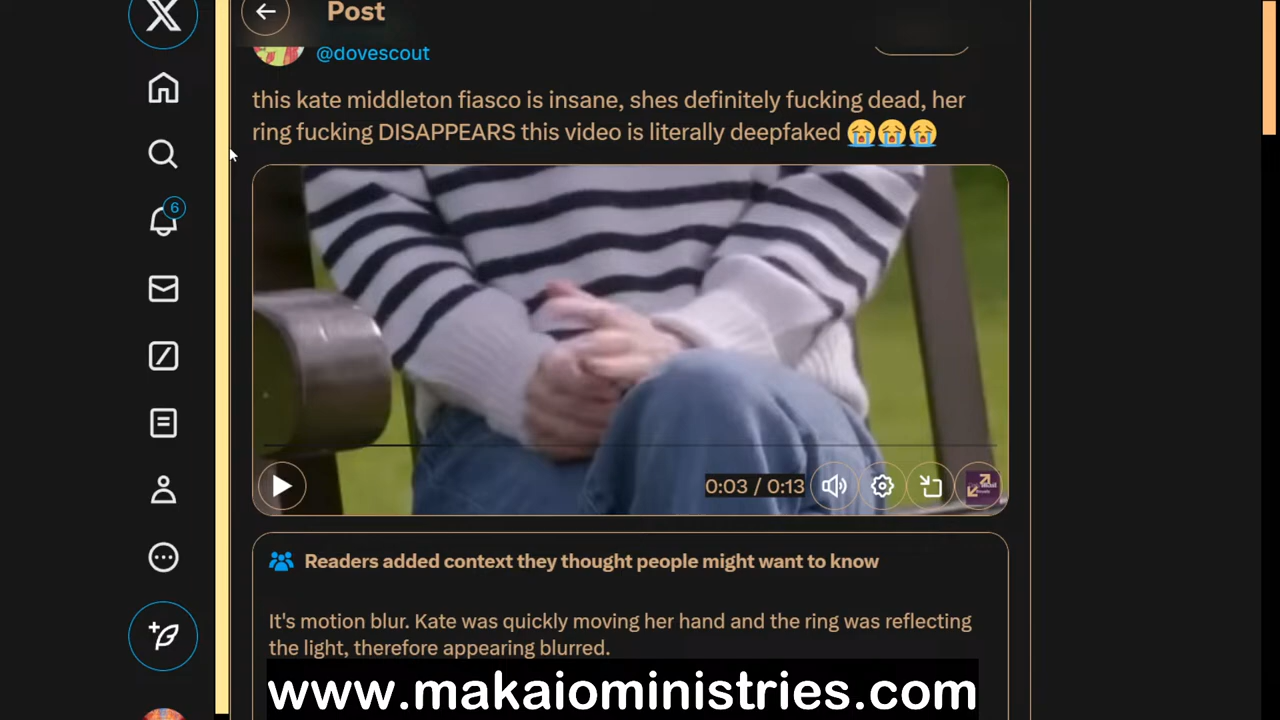 Post
@dovescout
this kate middleton fiasco is insane, shes definitely fucking dead, her
ring fucking DISAPPEARS this video is literally deepfaked 😭😭😭
6
0:03 / 0:13
Readers added context they thought people might want to know
It's motion blur. Kate was quickly moving her hand and the ring was reflecting
the light, therefore appearing blurred.
www.makaiominitries.com